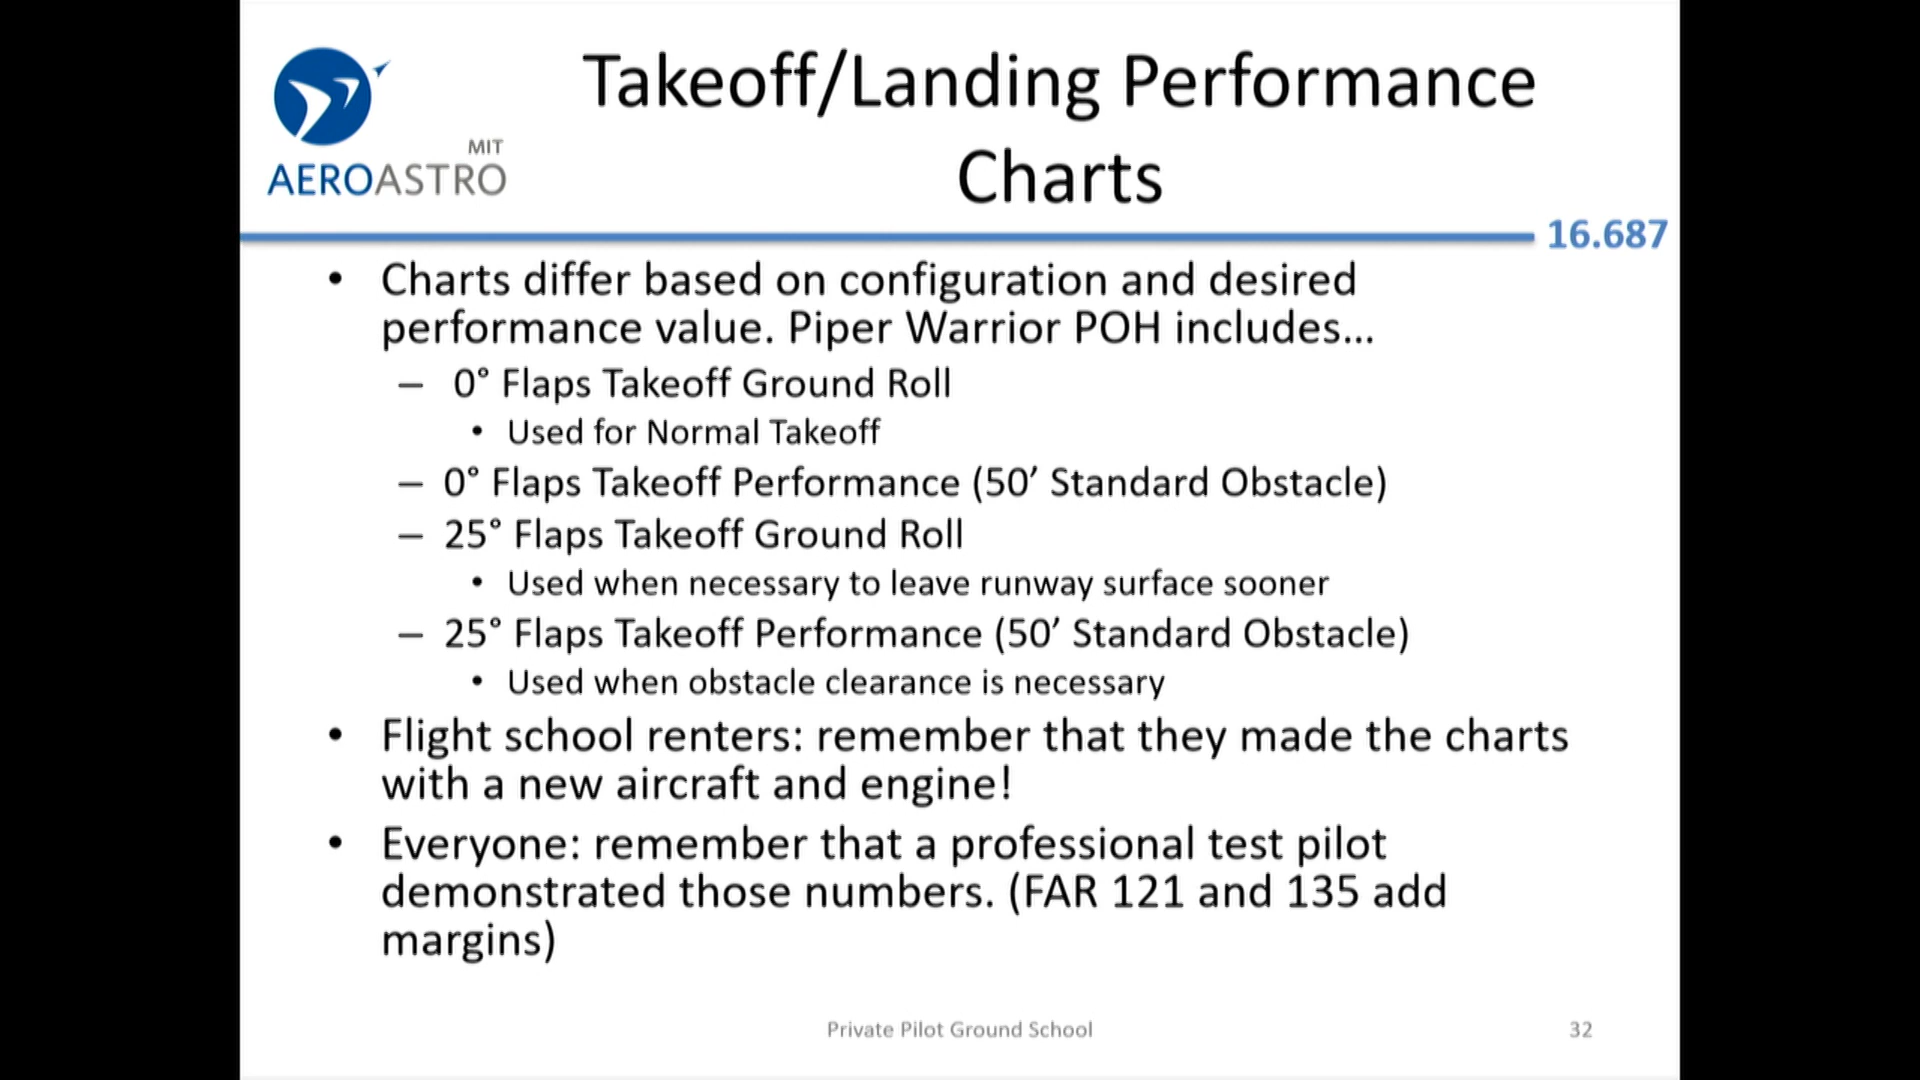 Takeoff/Landing Performance
Charts
MIT
AEROASTRO
16.687
• Charts differ based on configuration and desired
performance value. Piper Warrior POH includes...
– 0° Flaps Takeoff Ground Roll
• Used for Normal Takeoff
– 0° Flaps Takeoff Performance (50′ Standard Obstacle)
– 25° Flaps Takeoff Ground Roll
• Used when necessary to leave runway surface sooner
– 25° Flaps Takeoff Performance (50′ Standard Obstacle)
• Used when obstacle clearance is necessary
• Flight school renters: remember that they made the charts
with a new aircraft and engine!
• Everyone: remember that a professional test pilot
demonstrated those numbers. (FAR 121 and 135 add
margins)
Private Pilot Ground School
32